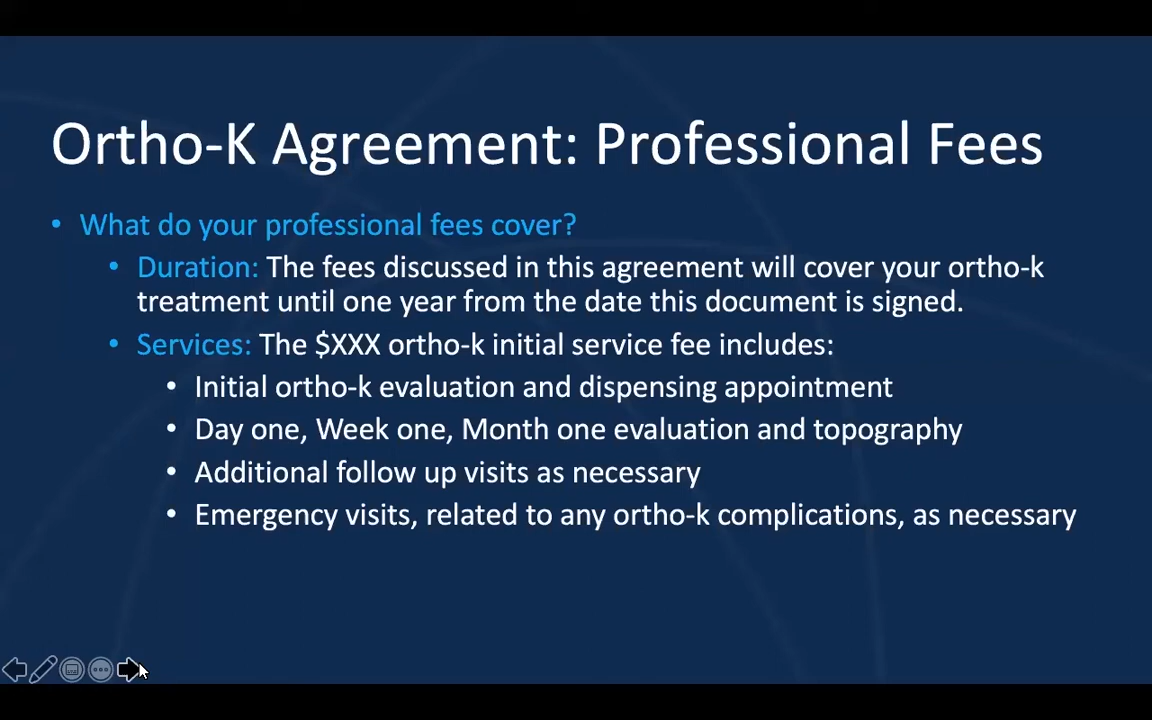 Ortho-K Agreement: Professional Fees
• What do your professional fees cover?
• Duration: The fees discussed in this agreement will cover your ortho-k
treatment until one year from the date this document is signed.
• Services: The $XXX ortho-k initial service fee includes:
• Initial ortho-k evaluation and dispensing appointment
• Day one, Week one, Month one evaluation and topography
• Additional follow up visits as necessary
• Emergency visits, related to any ortho-k complications, as necessary